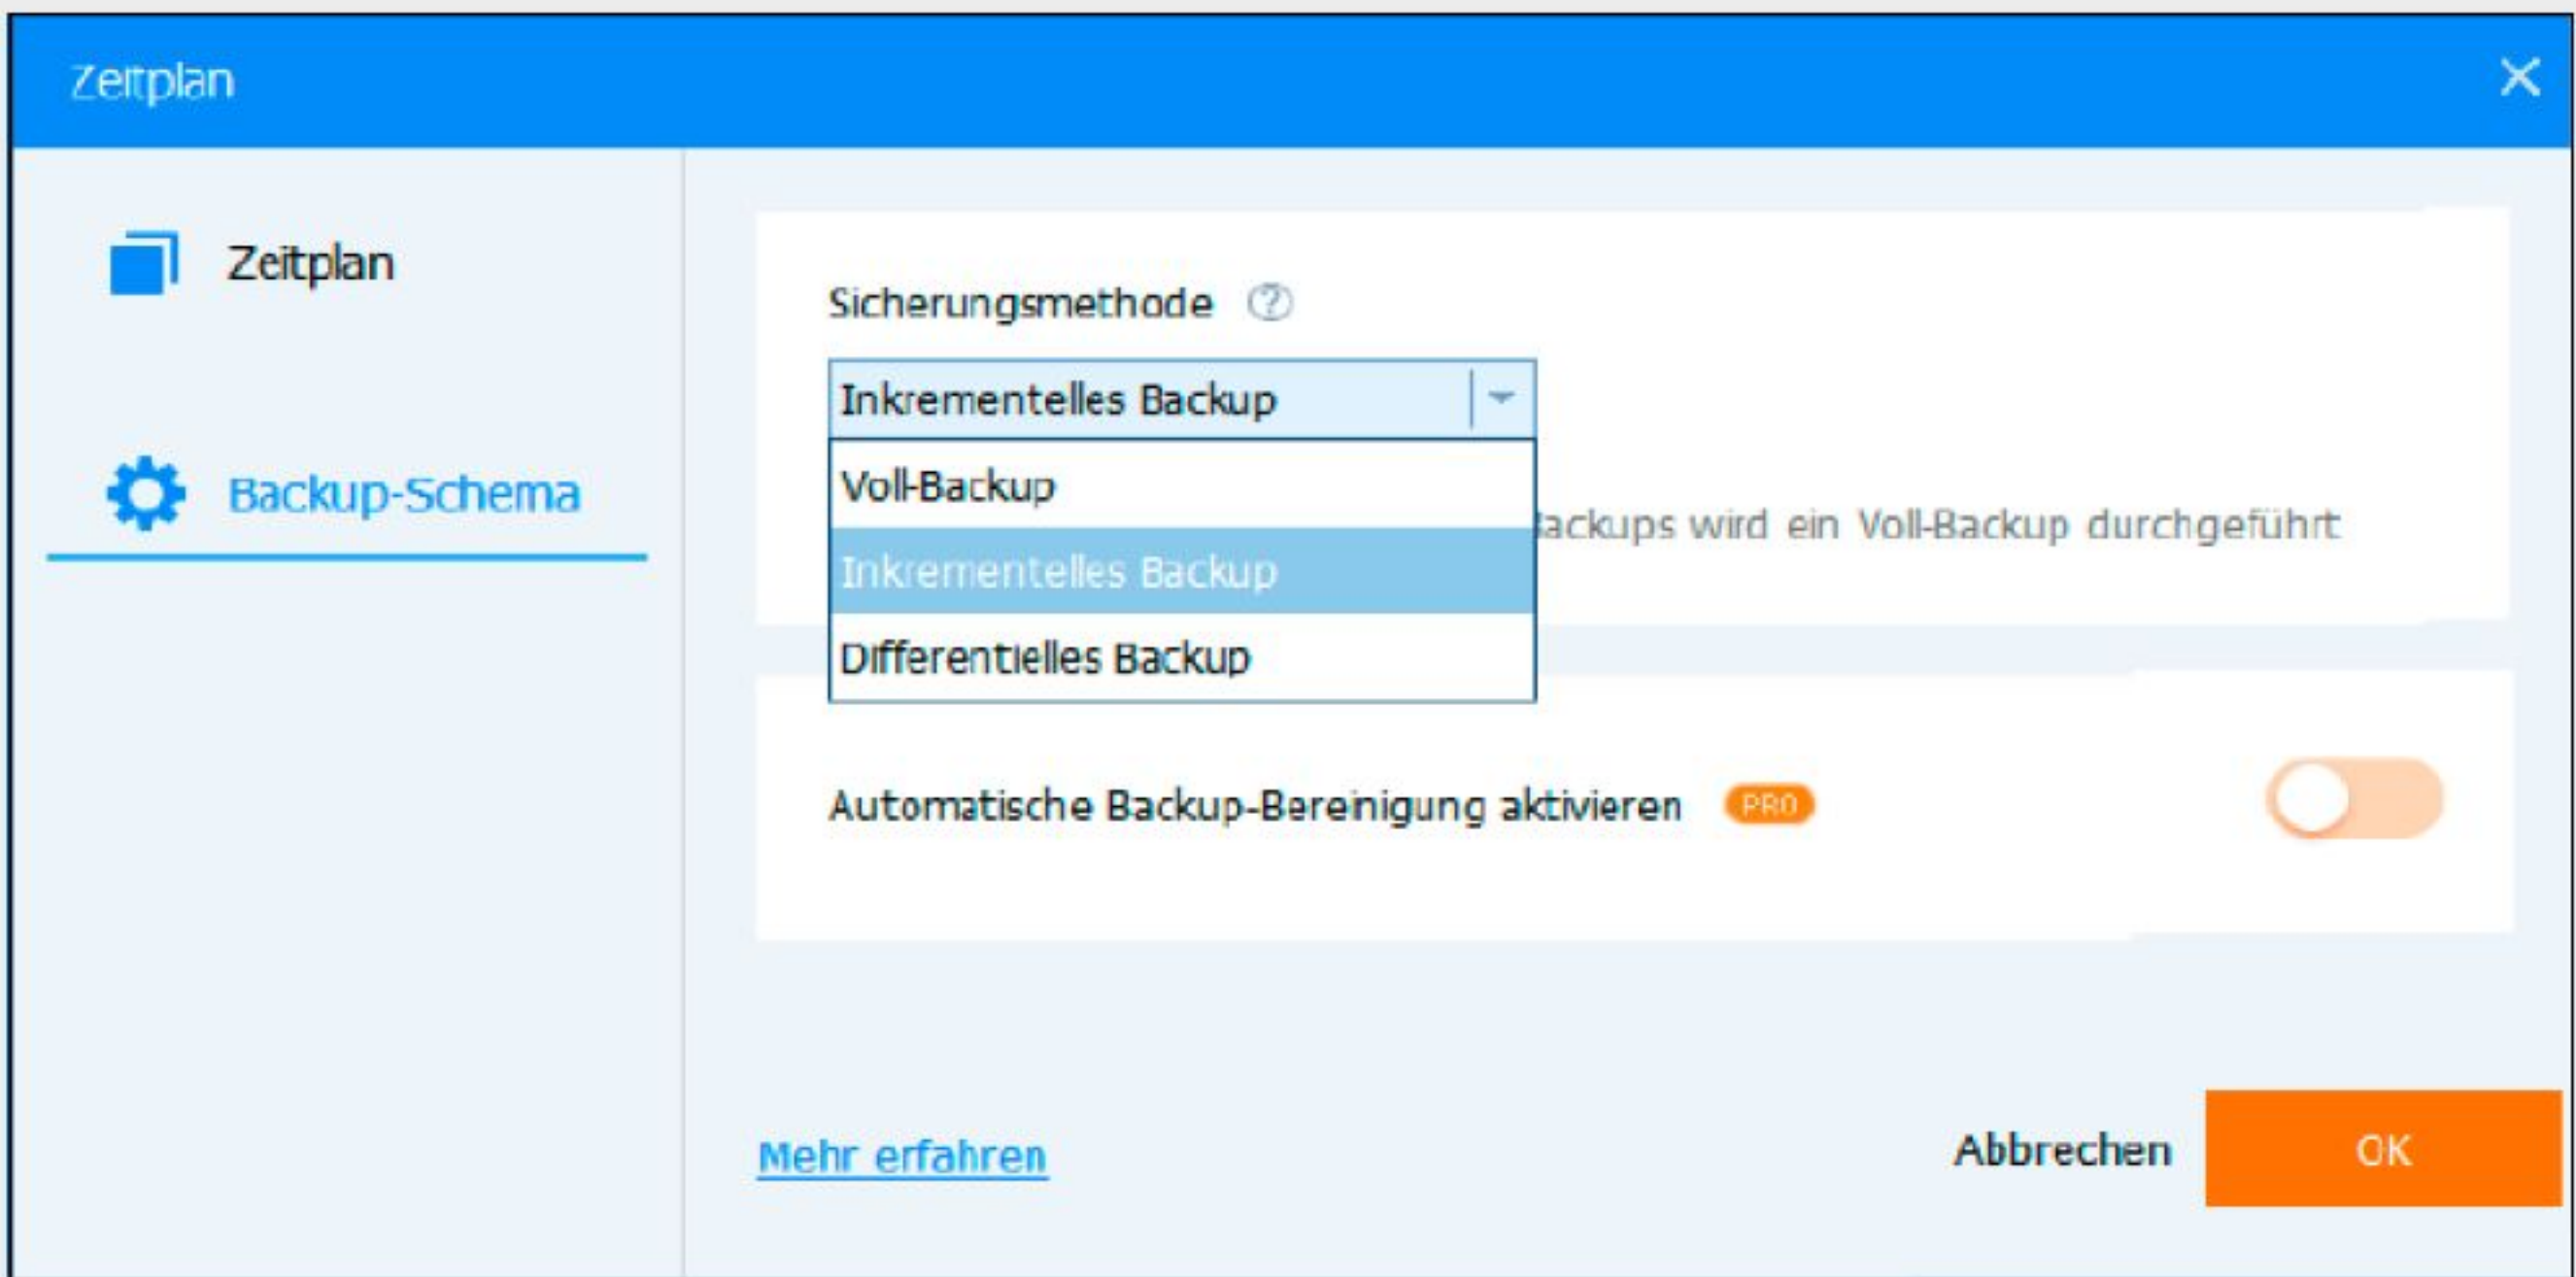 Zeitplan
Zeitplan
Backup-Schema
Sicherungsmethode ?
Inkrementelles Backup
Voll-Backup
Inkrementelles Backup
Differentielles Backup
wird ein Voll-Backup durchgeführt
Automatische Backup-Bereinigung aktivieren PRO
Mehr erfahren
Abbrechen
OK